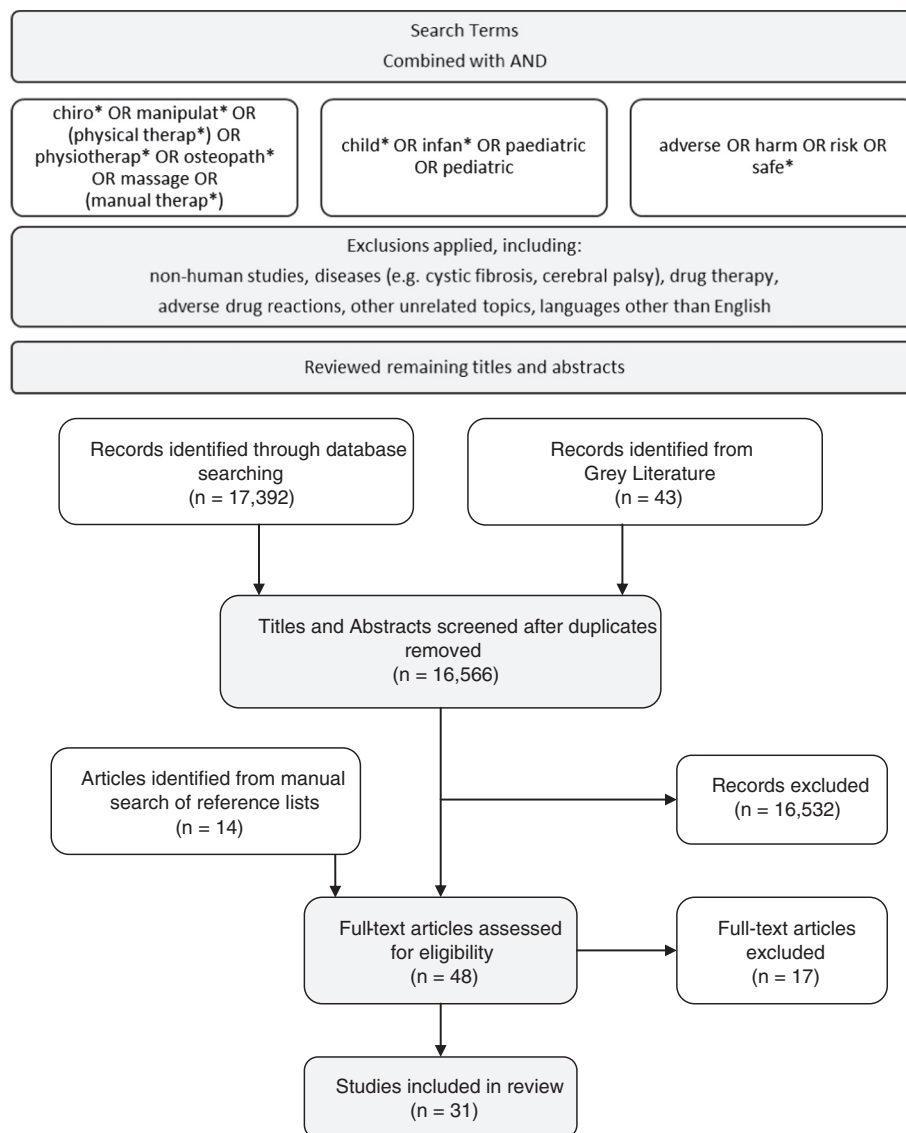 Search Terms
Combined with AND
chiro* OR manipulat* OR
(physical therap*) OR
physiotherap* OR osteopath*
OR massage OR
(manual therap*)
child* OR infan* OR paediatric
OR pediatric
adverse OR harm OR risk OR
safe*
Exclusions applied, including:
non-human studies, diseases (e.g. cystic fibrosis, cerebral palsy), drug therapy,
adverse drug reactions, other unrelated topics, languages other than English
Reviewed remaining titles and abstracts
Records identified through database
searching
(n = 17,392)
Records identified from
Grey Literature
(n = 43)
Titles and Abstracts screened after duplicates
removed
(n = 16,566)
Articles identified from manual
search of reference lists
(n = 14)
Records excluded
(n = 16,532)
Full-text articles assessed
for eligibility
(n = 48)
Full-text articles
excluded
(n = 17)
Studies included in review
(n = 31)